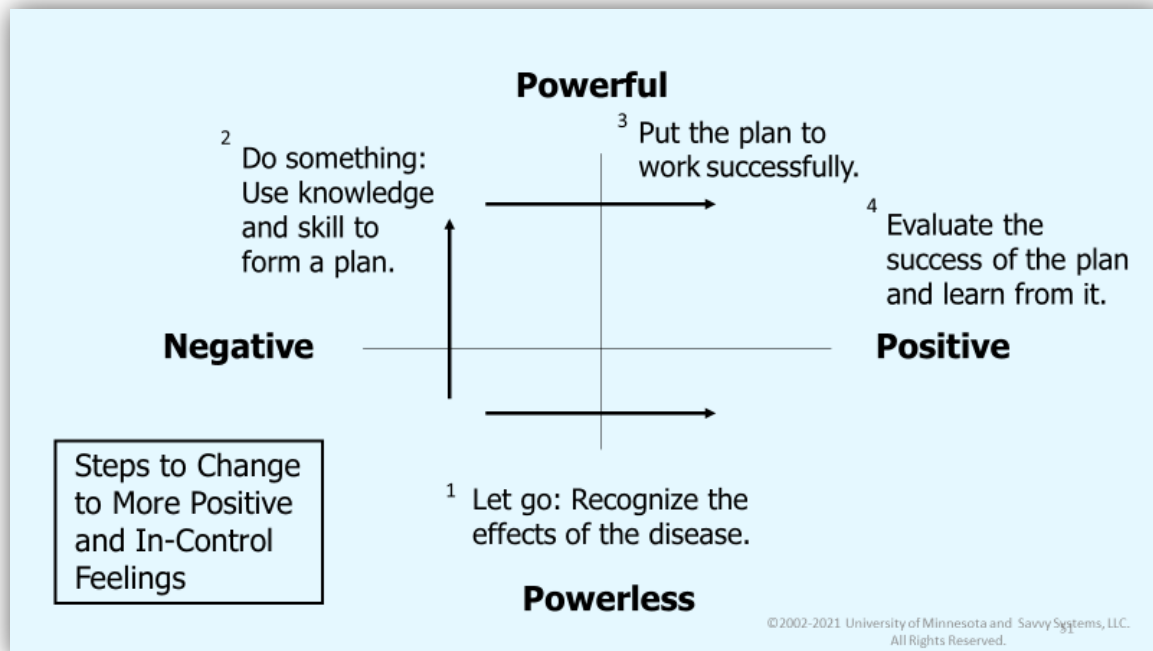 Powerful
2
Do something:
Use knowledge
and skill to
form a plan.
3
Put the plan to
work successfully.
4
Evaluate the
success of the plan
and learn from it.
Negative
Positive
Steps to Change
to More Positive
and In-Control
Feelings
1
Let go: Recognize the
effects of the disease.
Powerless
©2002-2021 University of Minnesota and Savvy Systems, LLC.
All Rights Reserved.